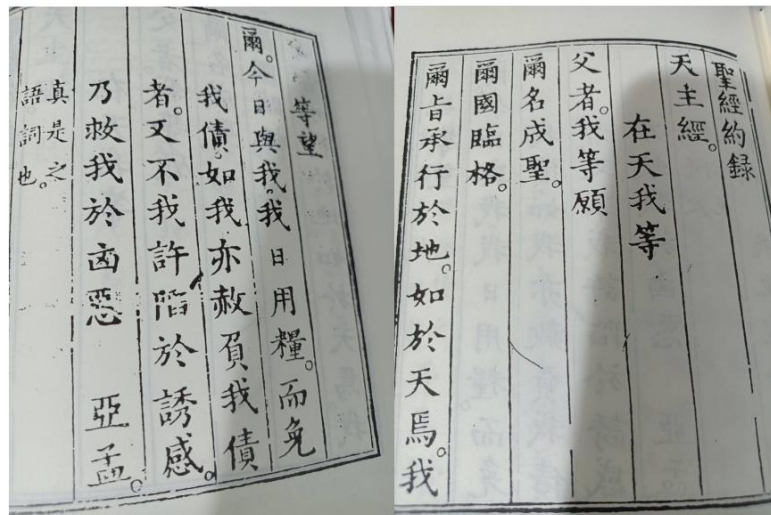 聖經約錄
天主經。
在天我等
父者。我等願
爾名成聖。
爾國臨格。
爾旨承行於地。如於天焉。我
等望
爾。今日與我。我日用糧。而免
我債。如我亦赦負我債
者。又不我許陷於誘感。
乃救我於凶惡　亞孟。
真是之
語詞也。